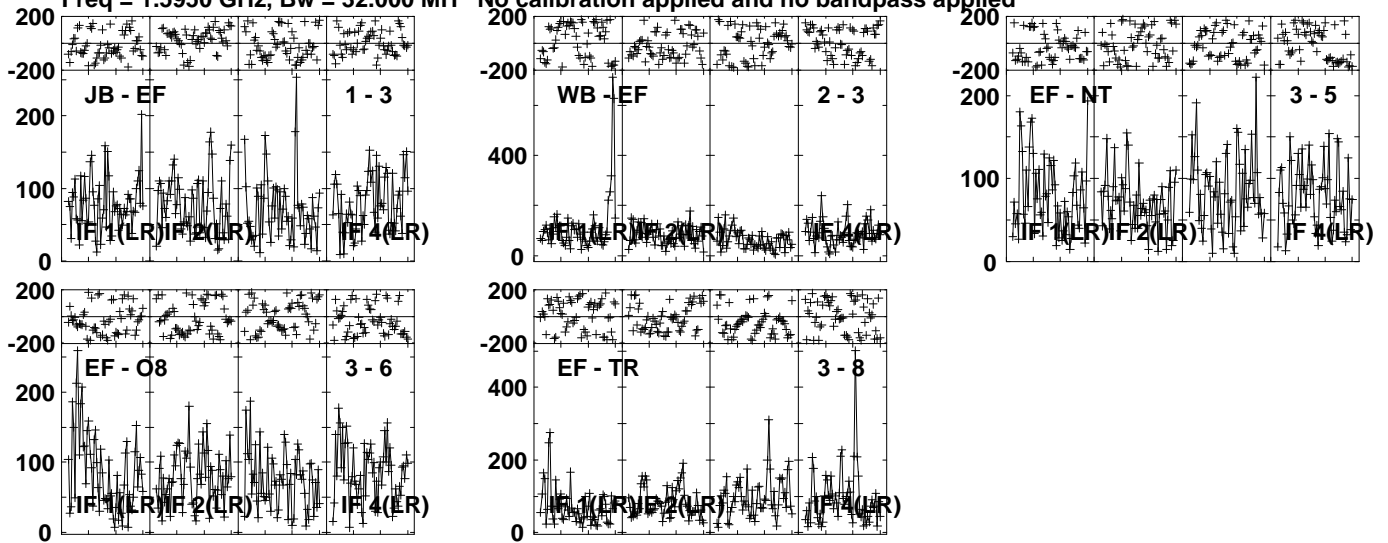 Freq = 1.5950 GHz, Bw = 32.000 MH No calibration applied and no bandpass applied
200
-200
JB - EF 1 - 3
200
100
0
IF 1(LR) IF 2(LR) IF 4(LR)
200
-200
WB - EF 2 - 3
400
0
IF 1(LR) IF 2(LR) IF 4(LR)
200
-200
EF - NT 3 - 5
200
100
0
IF 1(LR) IF 2(LR) IF 4(LR)
200
-200
EF - O8 3 - 6
200
100
0
IF 1(LR) IF 2(LR) IF 4(LR)
200
-200
EF - TR 3 - 8
400
200
0
IF 1(LR) IF 2(LR) IF 4(LR)